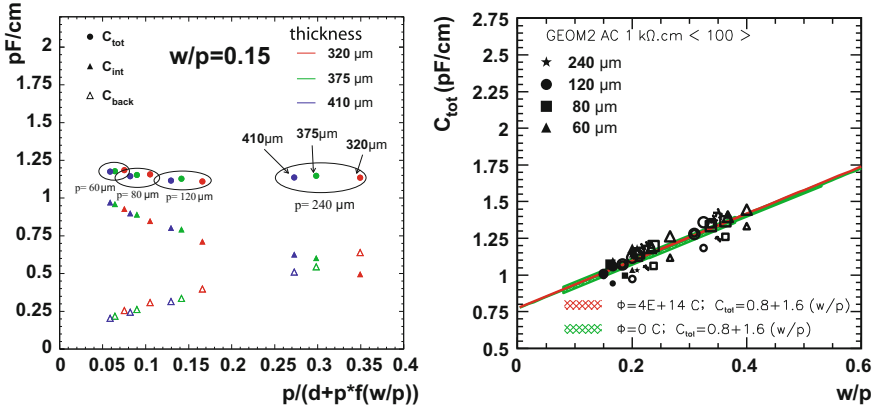 pF/cm
2
1.75
1.5
1.25
1
0.75
0.5
0.25
0
C_tot
C_int
C_back
w/p=0.15
thickness
320 µm
375 µm
410 µm
410µm
375µm
320µm
p= 60µm
p= 80 µm
p= 120µm
p= 240 µm
0 0.05 0.1 0.15 0.2 0.25 0.3 0.35 0.4
p/(d+p*f(w/p))
C_tot (pF/cm)
2.75
2.5
2.25
2
1.75
1.5
1.25
1
0.75
0.5
GEOM2 AC 1 kΩ.cm < 100 >
240 µm
120 µm
80 µm
60 µm
Φ=4E+14 C; C_tot=0.8+1.6 (w/p)
Φ=0 C; C_tot=0.8+1.6 (w/p)
0 0.2 0.4 0.6
w/p